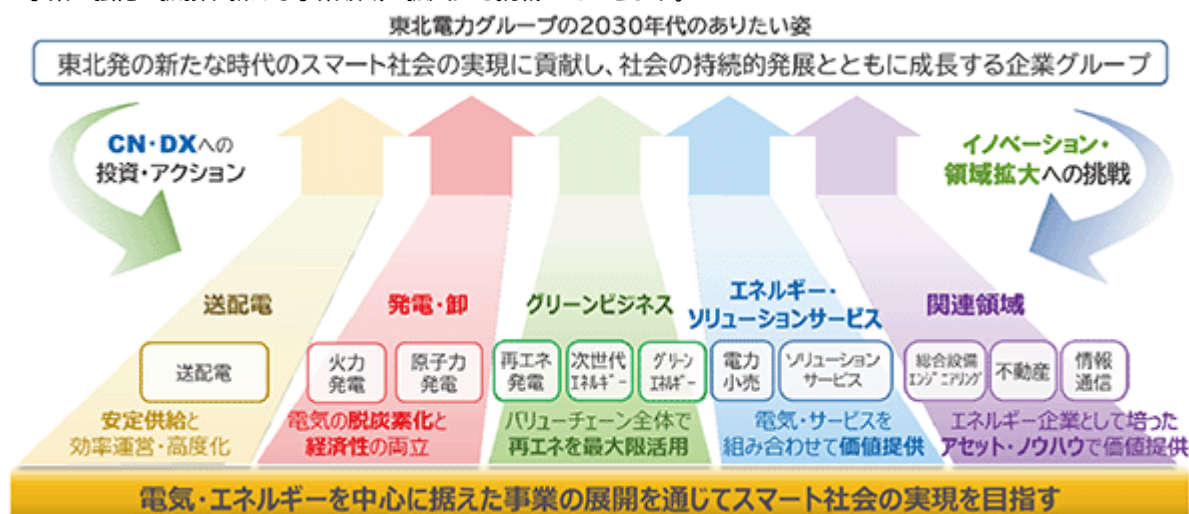 東北電力グループの2030年代のありたい姿
東北発の新たな時代のスマート社会の実現に貢献し、社会の持続的発展とともに成長する企業グループ
CN・DXへの
投資・アクション
イノベーション・
領域拡大への挑戦
送配電
送配電
安定供給と
効率運営・高度化
発電・卸
火力
発電
原子力
発電
電気の脱炭素化と
経済性の両立
グリーンビジネス
再エネ
発電
次世代
エネルギー
グリーン
エネルギー
バリューチェーン全体で
再エネを最大限活用
エネルギー・
ソリューションサービス
電力
小売
ソリューション
サービス
電気・サービスを
組み合わせて価値提供
関連領域
総合設備
エンジニアリング
不動産
情報
通信
エネルギー企業として培った
アセット・ノウハウで価値提供
電気・エネルギーを中心に据えた事業の展開を通じてスマート社会の実現を目指す